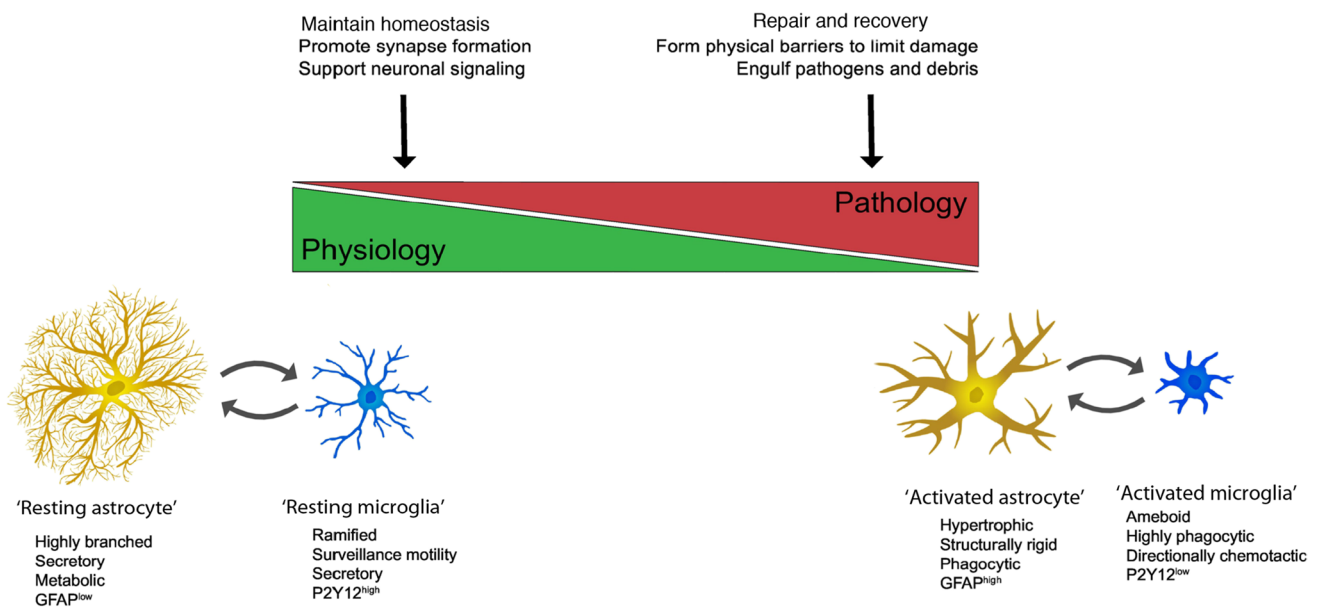 Maintain homeostasis
Promote synapse formation
Support neuronal signaling
Repair and recovery
Form physical barriers to limit damage
Engulf pathogens and debris
Pathology
Physiology
'Resting astrocyte'
Highly branched
Secretory
Metabolic
GFAPlow
'Resting microglia'
Ramified
Surveillance motility
Secretory
P2Y12high
'Activated astrocyte'
Hypertrophic
Structurally rigid
Phagocytic
GFAPhigh
'Activated microglia'
Ameboid
Highly phagocytic
Directionally chemotactic
P2Y12low